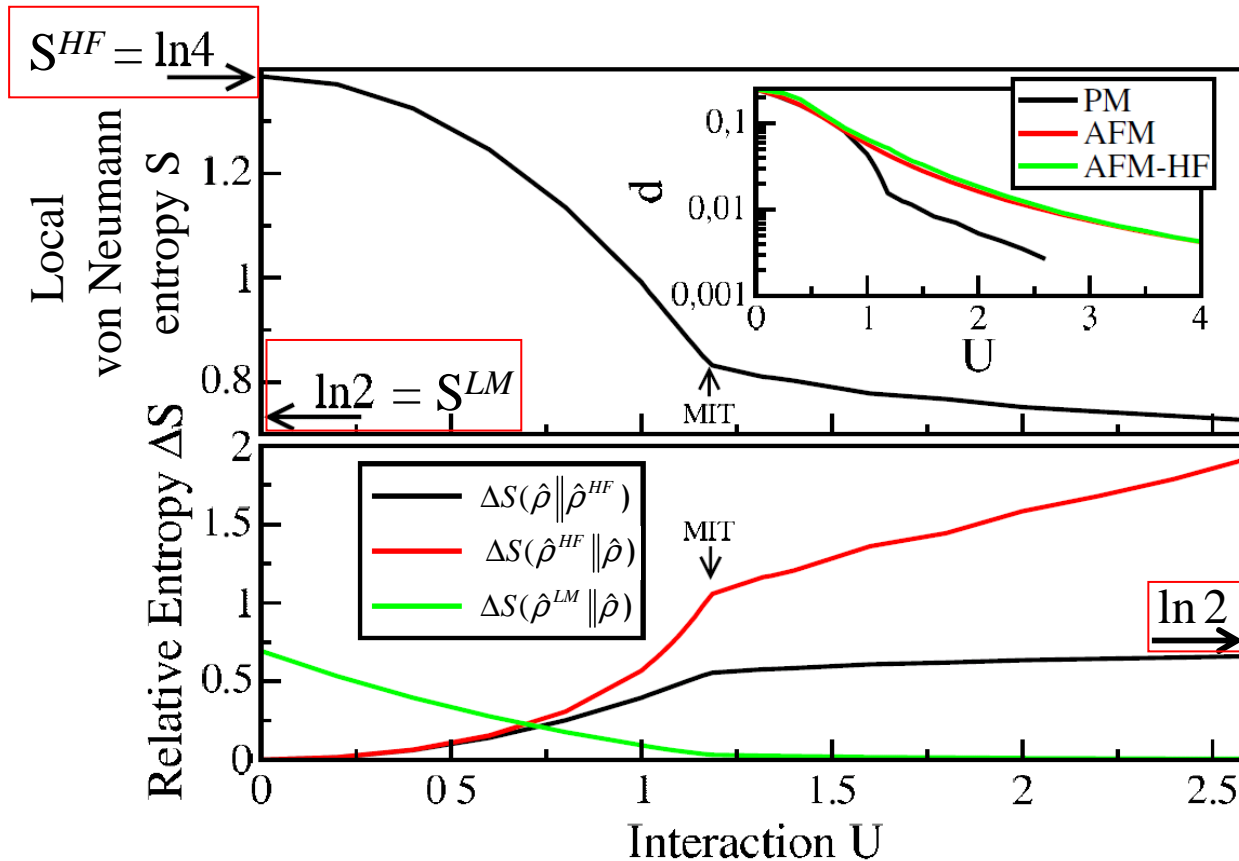 S^HF = ln4
Local
von Neumann
entropy S
1.2
1
0.8
ln2 = S^LM
MIT
PM
AFM
AFM-HF
d
0,1
0,01
0,001
0
1
2
3
4
U
Relative Entropy ΔS
2
1.5
1
0.5
0
ΔS(ρ̂‖ρ̂^HF)
ΔS(ρ̂^HF‖ρ̂)
ΔS(ρ̂^LM‖ρ̂)
MIT
ln 2
0
0 5
1
1.5
2
2.5
Interaction U